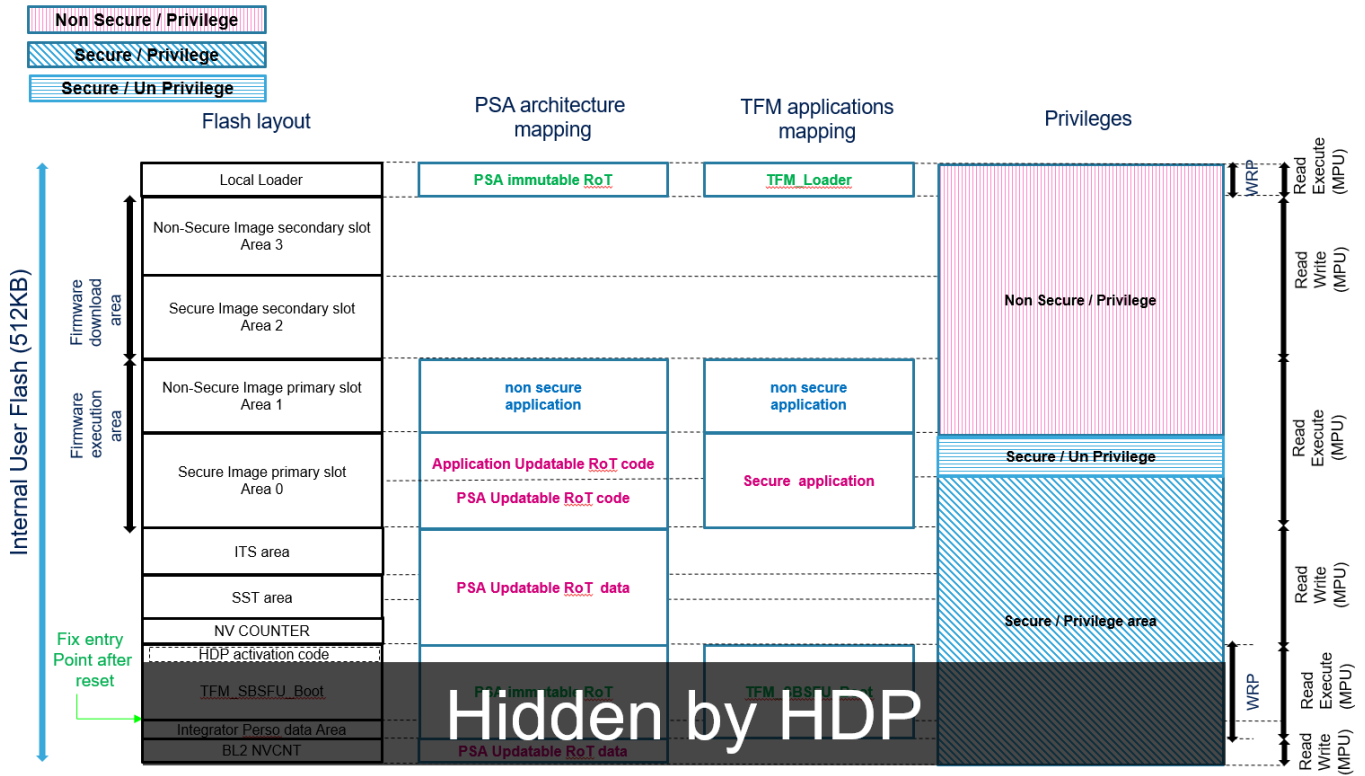 Non Secure / Privilege
Secure / Privilege
Secure / Un Privilege
Flash layout
PSA architecture
mapping
TFM applications
mapping
Privileges
Internal User Flash (512KB)
Firmware
download
area
Firmware
execution
area
Fix entry
Point after
reset
Local Loader
Non-Secure Image secondary slot
Area 3
Secure Image secondary slot
Area 2
Non-Secure Image primary slot
Area 1
Secure Image primary slot
Area 0
ITS area
SST area
NV COUNTER
HDP activation code
TFM_SBSFU_Boot
Integrator Perso data Area
BL2 NVCNT
PSA immutable RoT
non secure
application
Application Updatable RoT code
PSA Updatable RoT code
PSA Updatable RoT data
PSA immutable RoT
PSA Updatable RoT data
TFM_Loader
non secure
application
Secure application
TFM_SBSFU_Boot
Hidden by HDP
Non Secure / Privilege
Secure / Un Privilege
Secure / Privilege area
WRP
WRP
Read
Execute
(MPU)
Read
Write
(MPU)
Read
Execute
(MPU)
Read
Write
(MPU)
Read
Execute
(MPU)
Read
Write
(MPU)